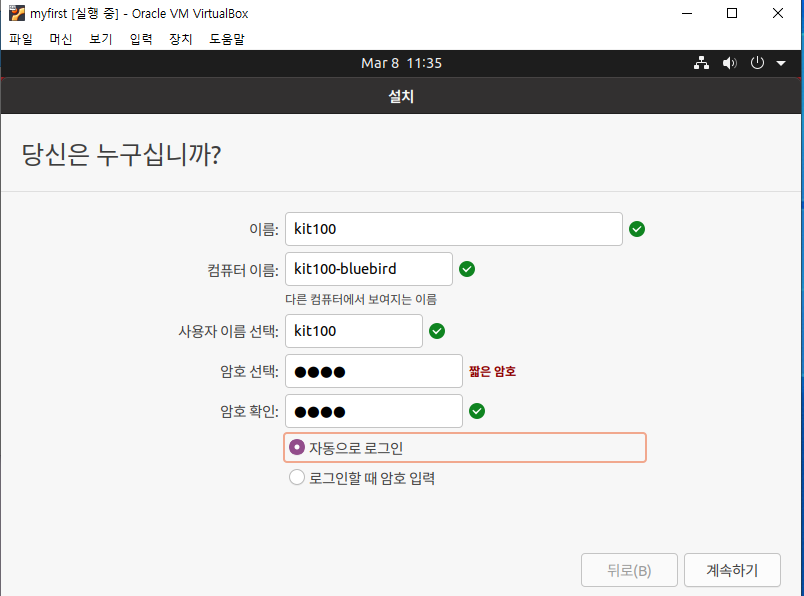 myfirst [실행 중] - Oracle VM VirtualBox
파일 머신 보기 입력 장치 도움말
Mar 8 11:35
설치
당신은 누구십니까?
이름: kit100
컴퓨터 이름: kit100-bluebird
다른 컴퓨터에서 보여지는 이름
사용자 이름 선택: kit100
암호 선택: ●●●● 짧은 암호
암호 확인: ●●●●
자동으로 로그인
로그인할 때 암호 입력
뒤로(B) 계속하기